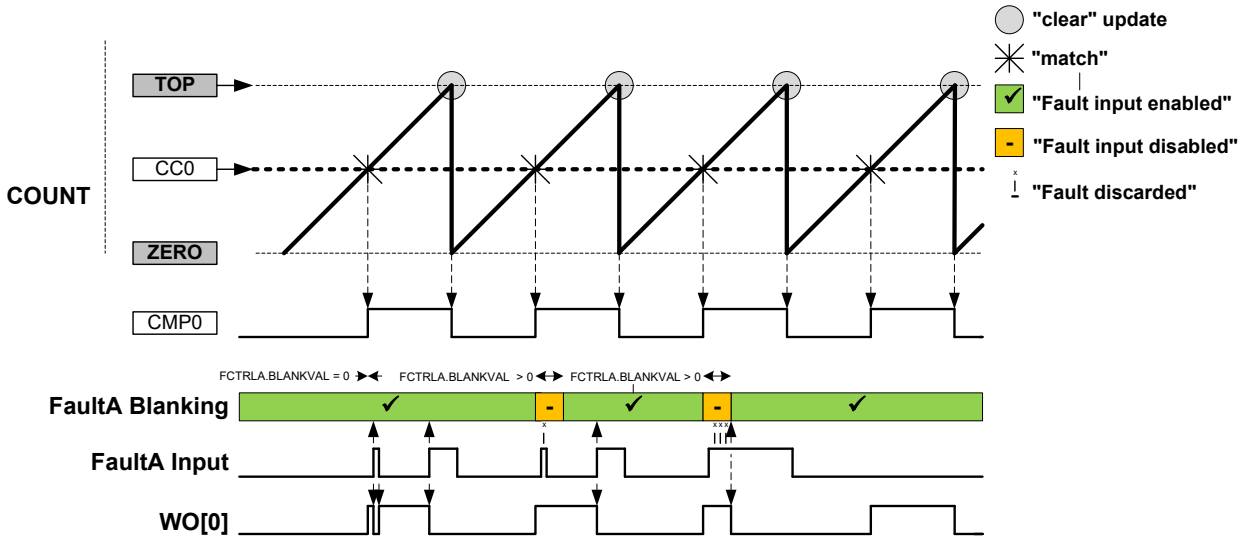 "clear" update
"match"
TOP
"Fault input enabled"
"Fault input disabled"
-
CC0
x
COUNT
"Fault discarded"
ZERO
CMP0
FCTRLA.BLANKVAL = 0
FCTRLA.BLANKVAL > 0
FCTRLA.BLANKVAL > 0
FaultA Blanking
- -
x
x x x
FaultA Input
WO[0]